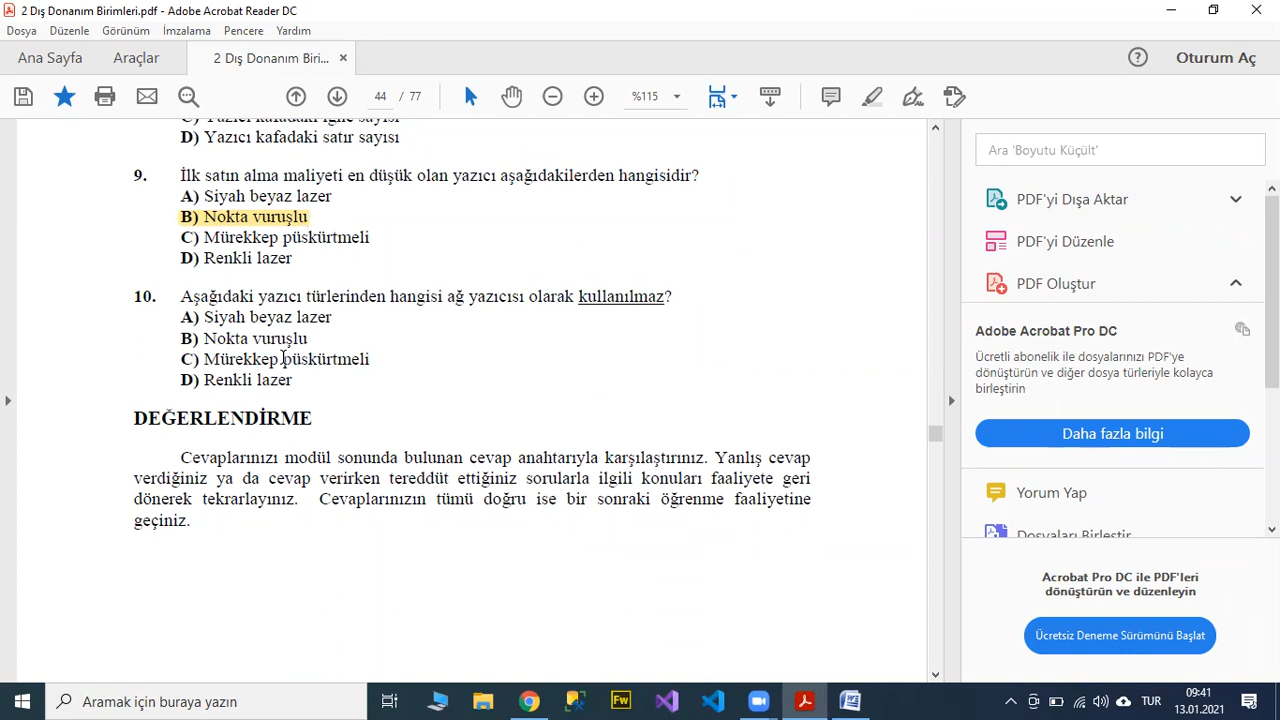 2 Dış Donanım Birimleri.pdf - Adobe Acrobat Reader DC
Dosya Düzenle Görünüm İmzalama Pencere Yardım
Ana Sayfa Araçlar 2 Dış Donanım Biri... Oturum Aç
44 / 77 %115
C) Yazıcı kafadaki iğne sayısı
D) Yazıcı kafadaki satır sayısı
9. İlk satın alma maliyeti en düşük olan yazıcı aşağıdakilerden hangisidir?
A) Siyah beyaz lazer
B) Nokta vuruşlu
C) Mürekkep püskürtmeli
D) Renkli lazer
10. Aşağıdaki yazıcı türlerinden hangisi ağ yazıcısı olarak kullanılmaz?
A) Siyah beyaz lazer
B) Nokta vuruşlu
C) Mürekkep püskürtmeli
D) Renkli lazer
DEĞERLENDİRME
Cevaplarınızı modül sonunda bulunan cevap anahtarıyla karşılaştırınız. Yanlış cevap
verdiğiniz ya da cevap verirken tereddüt ettiğiniz sorularla ilgili konuları faaliyete geri
dönerek tekrarlayınız. Cevaplarınızın tümü doğru ise bir sonraki öğrenme faaliyetine
geçiniz.
Ara 'Boyutu Küçült'
PDF'yi Dışa Aktar
PDF'yi Düzenle
PDF Oluştur
Adobe Acrobat Pro DC
Ücretli abonelik ile dosyalarınızı PDF'ye
dönüştürün ve diğer dosya türleriyle kolayca
birleştirin
Daha fazla bilgi
Yorum Yap
Dosyaları Birleştir
Acrobat Pro DC ile PDF'leri
dönüştürün ve düzenleyin
Ücretsiz Deneme Sürümünü Başlat
Aramak için buraya yazın
Fw
TUR
09:41
13.01.2021